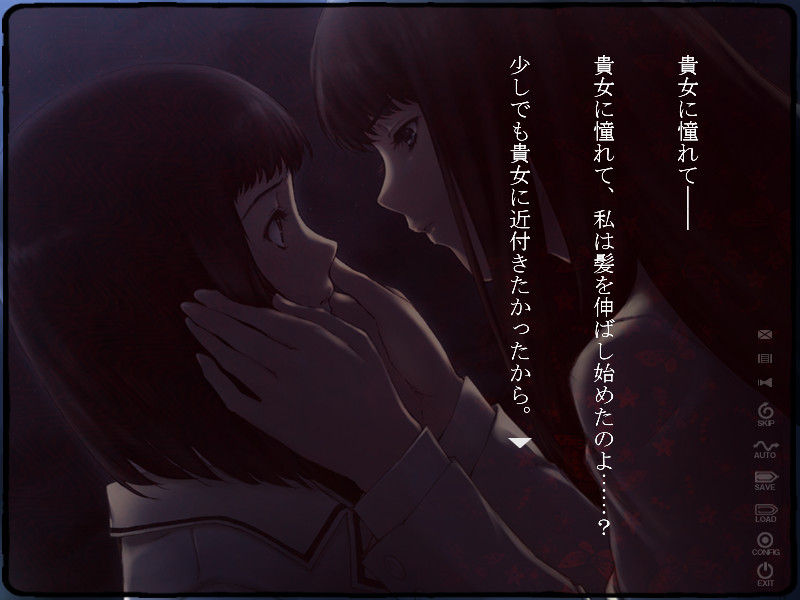 貴女に憧れて――
貴女に憧れて、私は髪を伸ばし始めたのよ……？
少しでも貴女に近付きたかったから。
SKIP
AUTO
SAVE
LOAD
CONFIG
EXIT